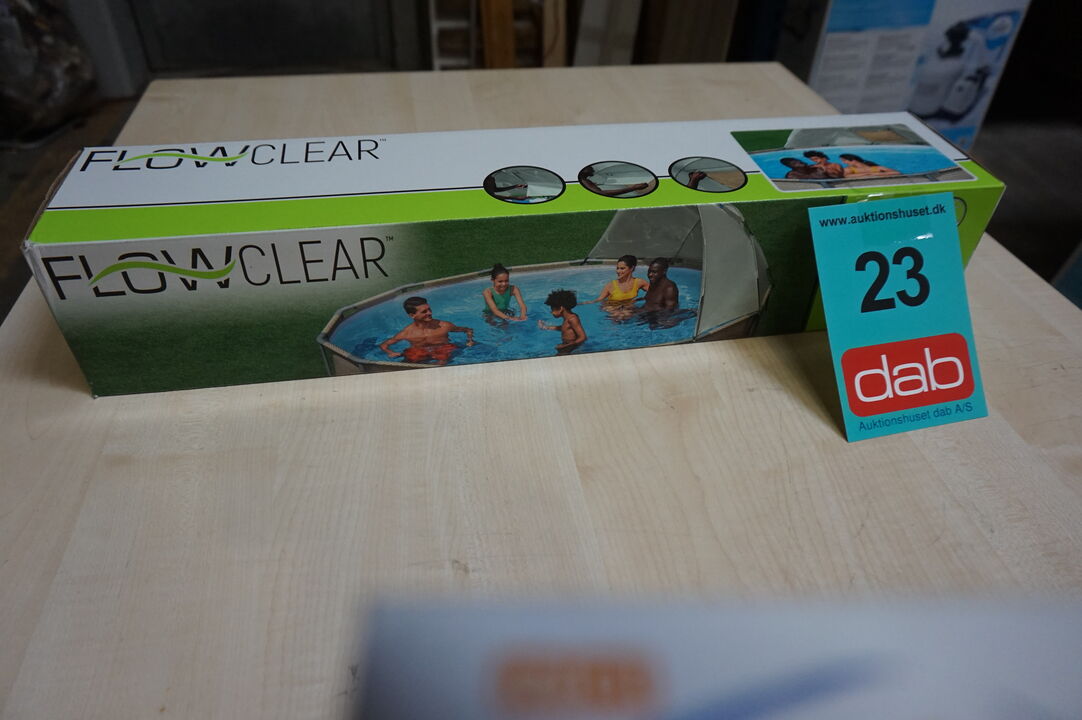 FLOWCLEAR™
FLOWCLEAR™
www.auktionshuset.dk
23
dab
Auktionshuset dab A/S